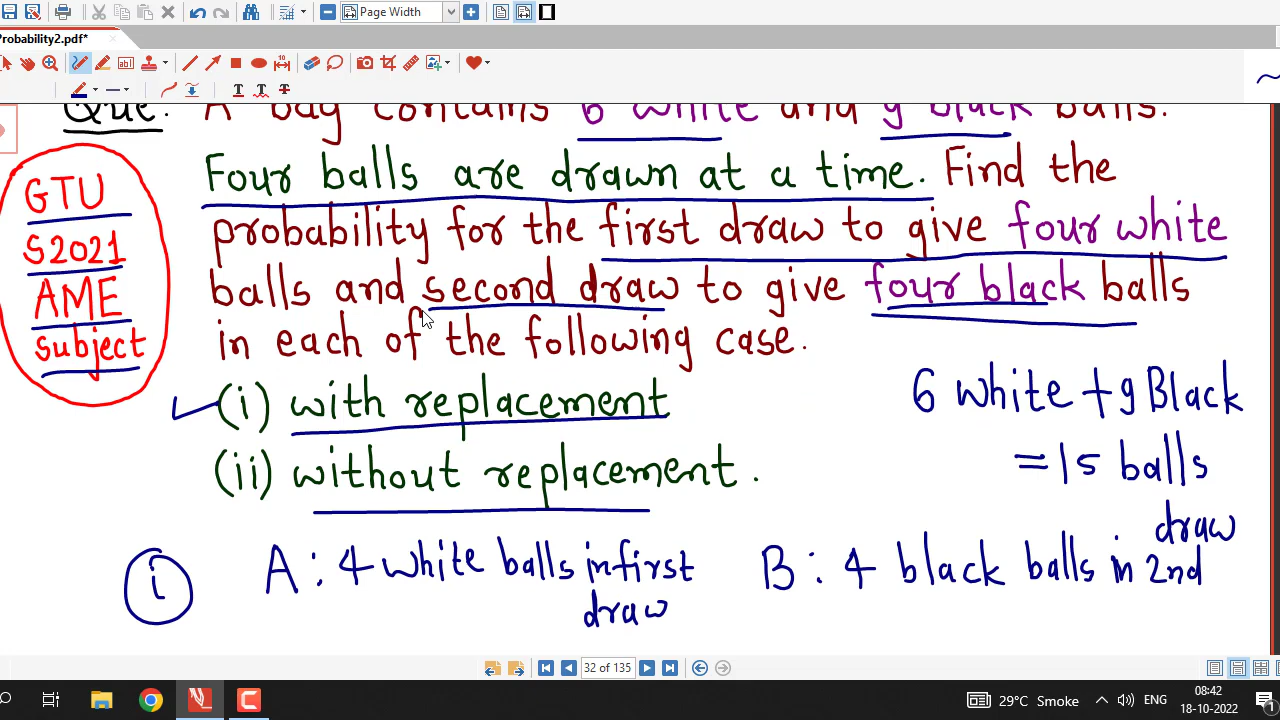 Page Width
Probability2.pdf*
Que. A bag contains 6 white and 9 black balls.
Four balls are drawn at a time. Find the
probability for the first draw to give four white
balls and second draw to give four black balls
in each of the following case.
GTU
S2021
AME
subject
(i) with replacement
(ii) without replacement.
6 white + 9 Black
= 15 balls
i
A : 4 white balls in first
draw
B : 4 black balls in 2nd
draw
32 of 135
29°C Smoke
ENG
08:42
18-10-2022